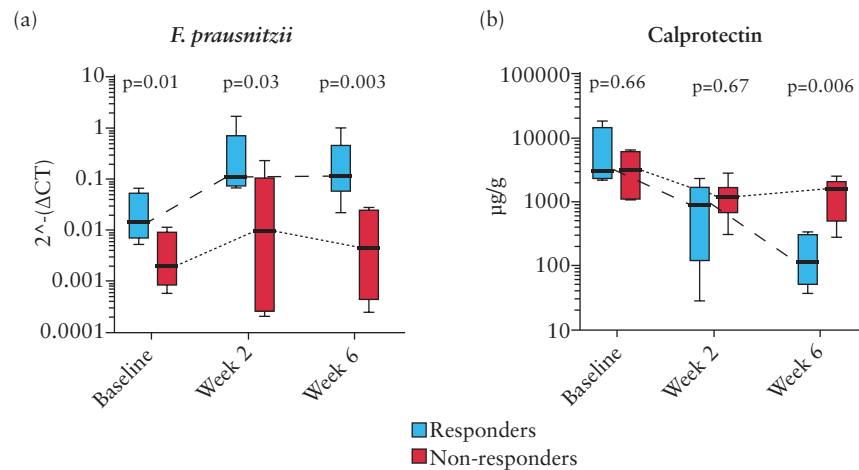 (a)
F. prausnitzii
p=0.01 p=0.03 p=0.003
10
1
0.1
0.01
0.001
0.0001
2^-(ΔCT)
Baseline
Week 2
Week 6
(b)
Calprotectin
p=0.66 p=0.67 p=0.006
100000
10000
1000
100
10
µg/g
Baseline
Week 2
Week 6
Responders
Non-responders